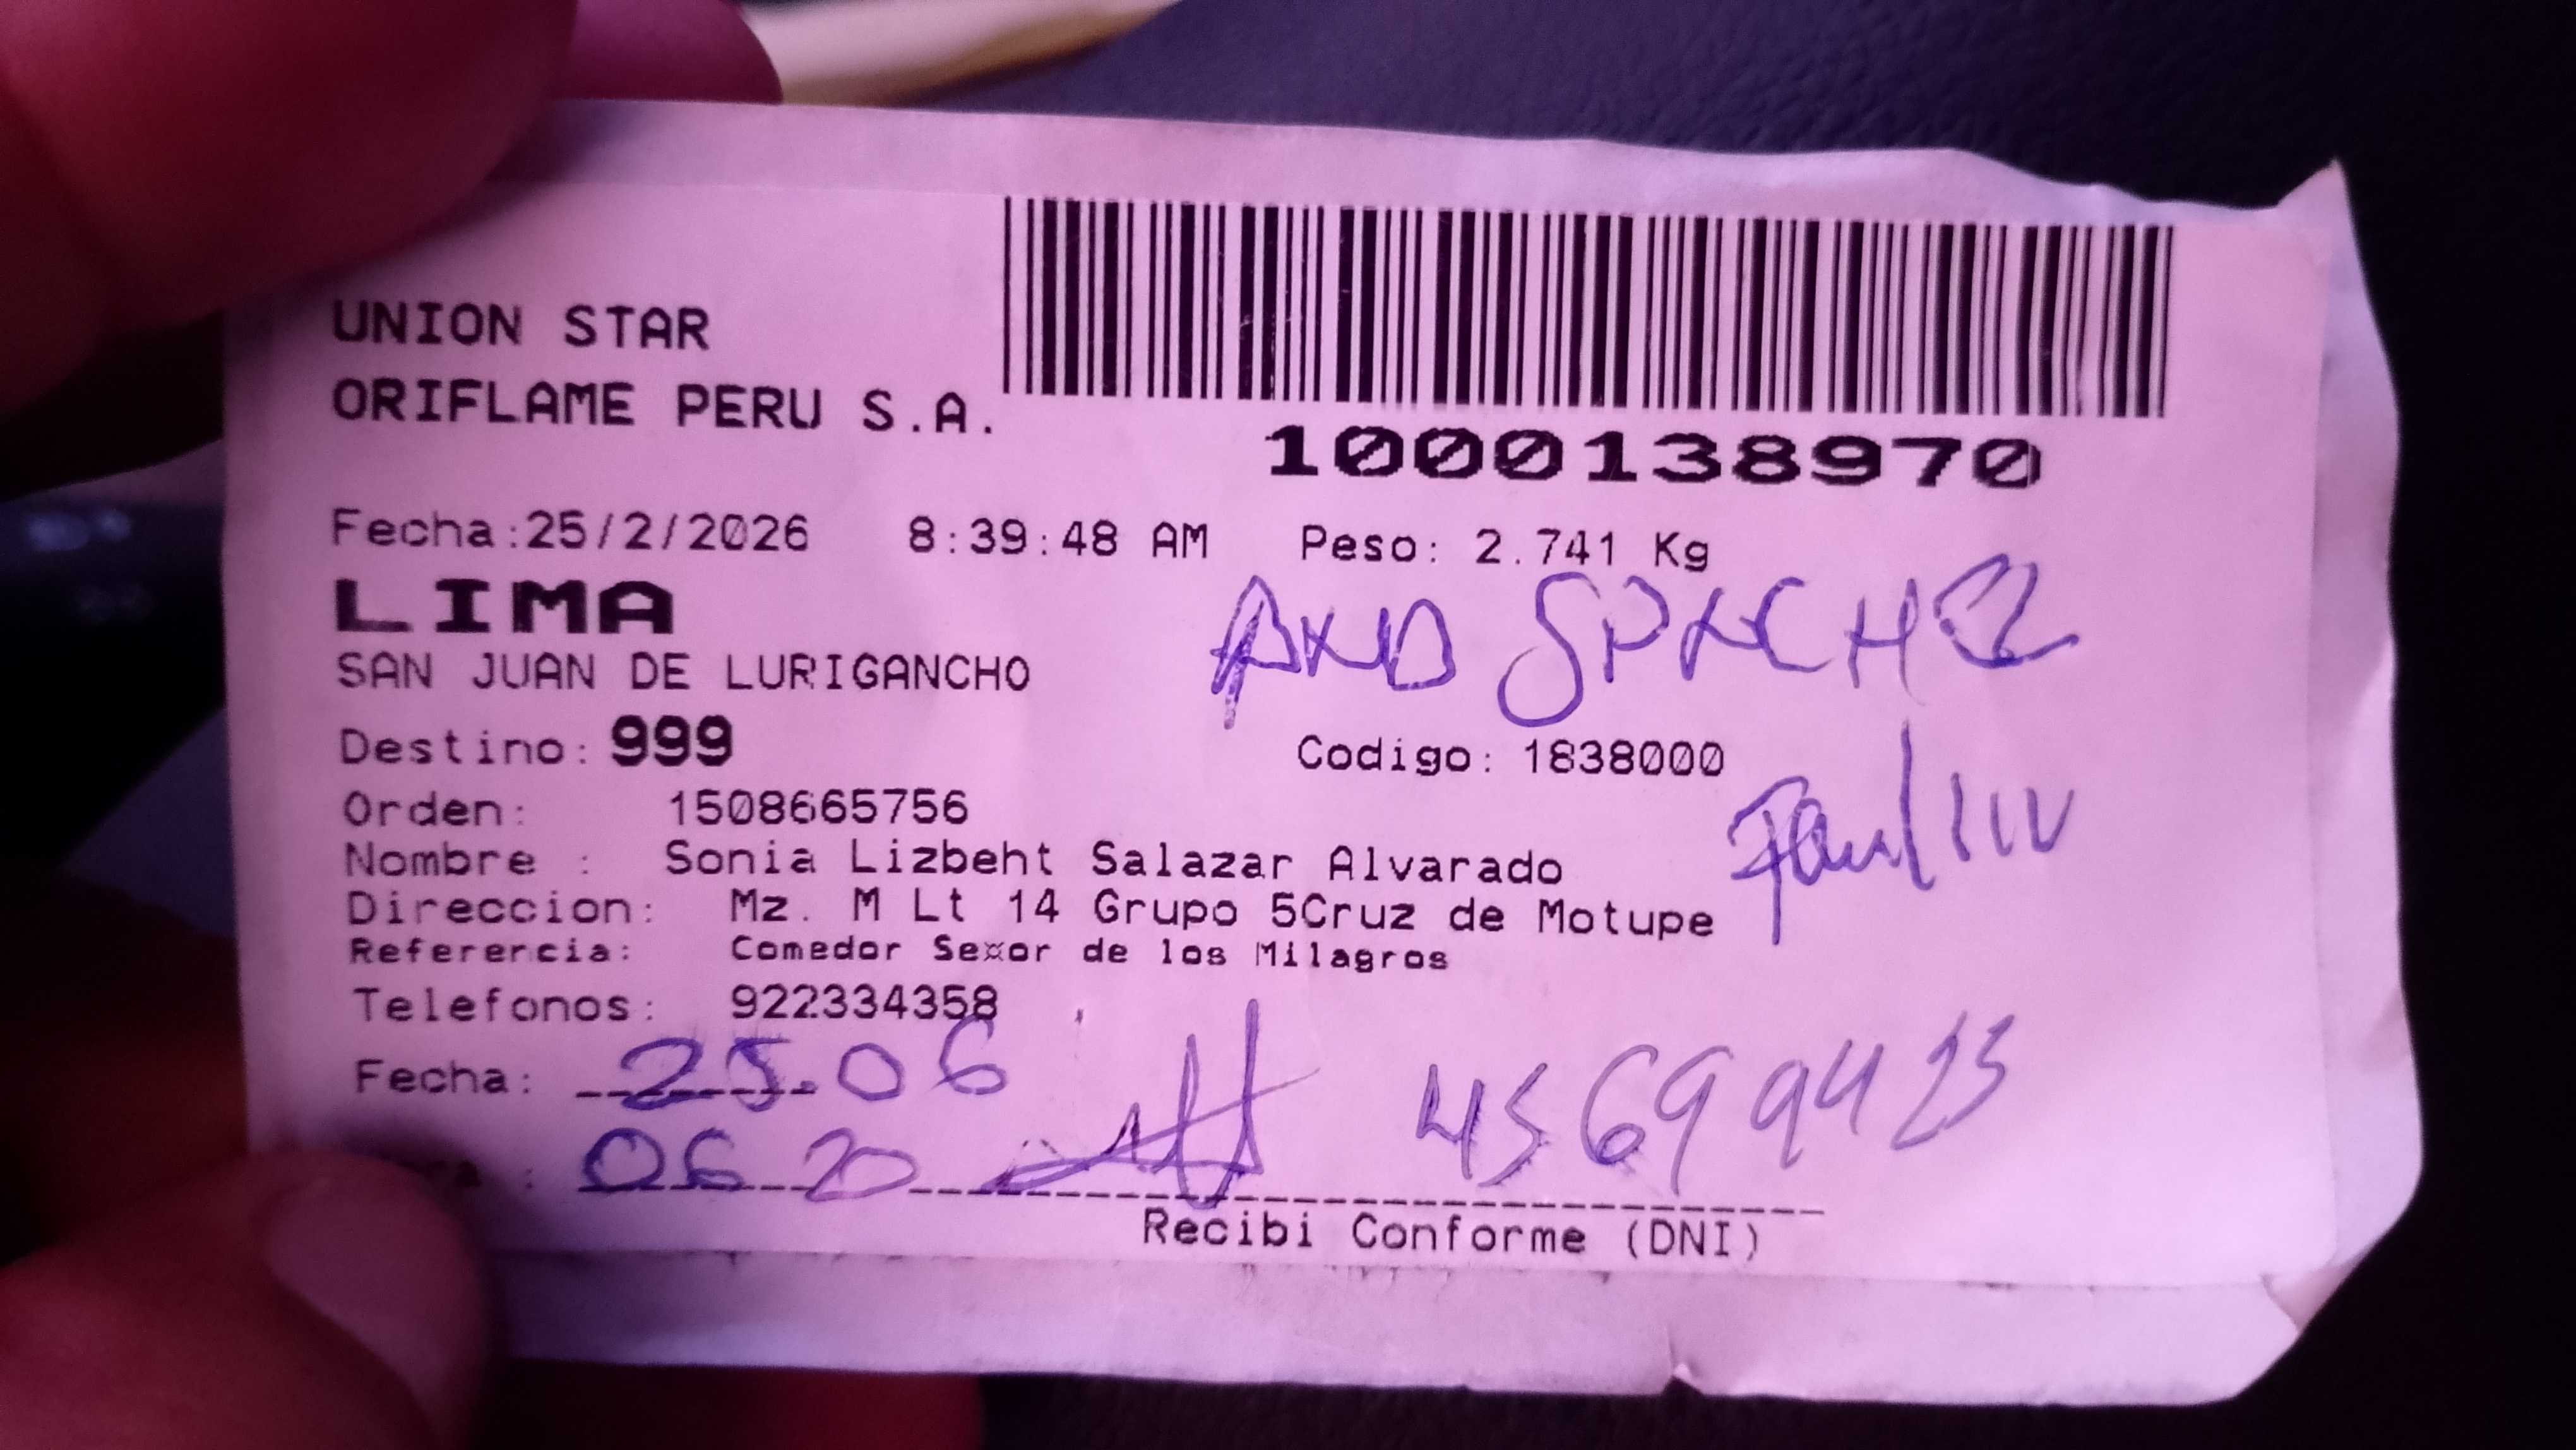 UNION STAR
ORIFLAME PERU S.A.
1000138970
Fecha:25/2/2026 8:39:48 AM Peso: 2.741 Kg
LIMA
SAN JUAN DE LURIGANCHO
Destino: 999 Codigo: 1838000
Orden: 1508665756
Nombre : Sonia Lizbeht Salazar Alvarado
Direccion: Mz. M Lt 14 Grupo 5Cruz de Motupe
Referercia: Comedor Sexor de los Milagros
Telefonos: 922334358
Fecha: 25.06
: 06 20 45699423
Recibi Conforme (DNI)